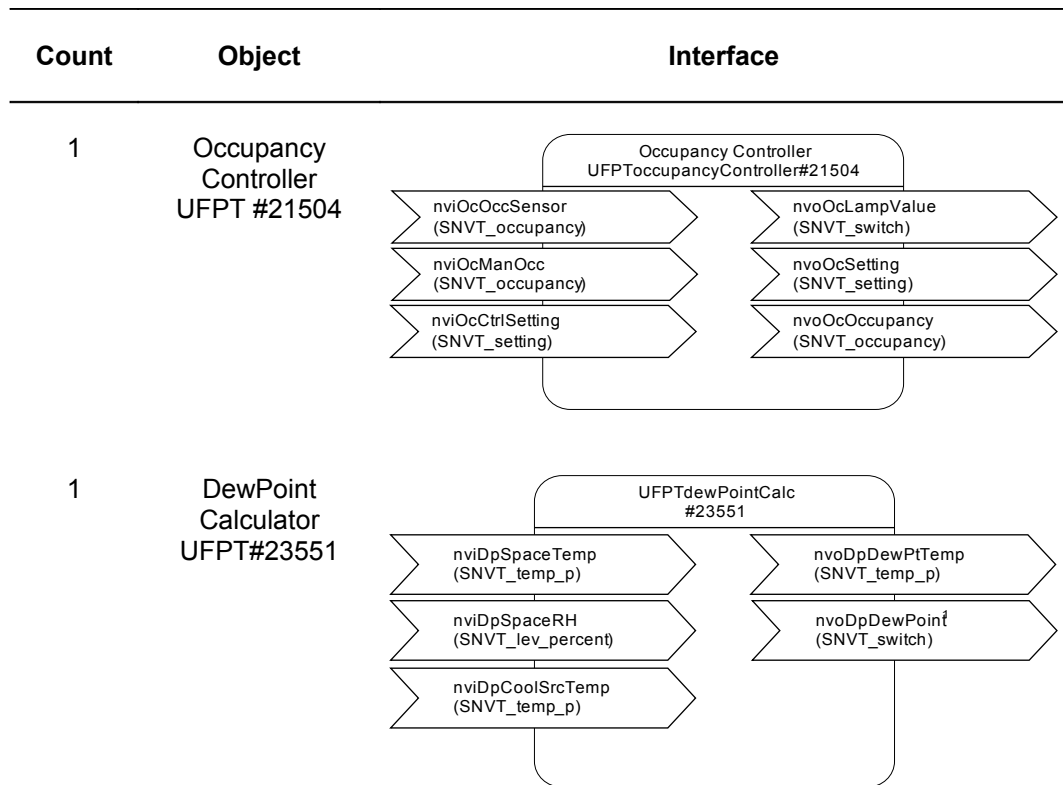 Count Object Interface
1
Occupancy
Controller
UFPT #21504
Occupancy Controller
UFPToccupancyController#21504
nviOcOccSensor
(SNVT_occupancy)
nvoOcLampValue
(SNVT_switch)
nviOcManOcc
(SNVT_occupancy)
nvoOcSetting
(SNVT_setting)
nviOcCtrlSetting
(SNVT_setting)
nvoOcOccupancy
(SNVT_occupancy)
1
DewPoint
Calculator
UFPT#23551
UFPTdewPointCalc
#23551
nviDpSpaceTemp
(SNVT_temp_p)
nvoDpDewPtTemp
(SNVT_temp_p)
nviDpSpaceRH
(SNVT_lev_percent)
nvoDpDewPoint1
(SNVT_switch)
nviDpCoolSrcTemp
(SNVT_temp_p)